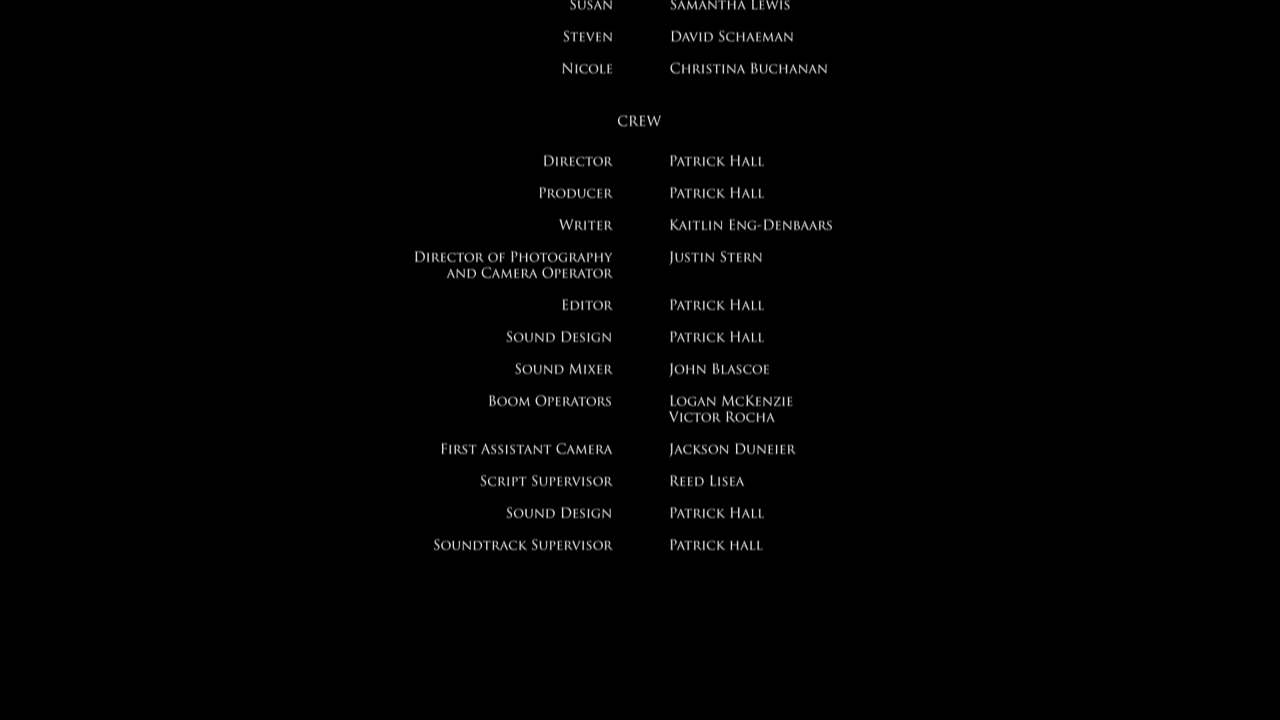 Susan Samantha Lewis
Steven David Schaeman
Nicole Christina Buchanan
CREW
Director Patrick Hall
Producer Patrick Hall
Writer Kaitlin Eng-Denbaars
Director of Photography Justin Stern
and Camera Operator
Editor Patrick Hall
Sound Design Patrick Hall
Sound Mixer John Blascoe
Boom Operators Logan McKenzie
Victor Rocha
First Assistant Camera Jackson Duneier
Script Supervisor Reed Lisea
Sound Design Patrick Hall
Soundtrack Supervisor Patrick hall